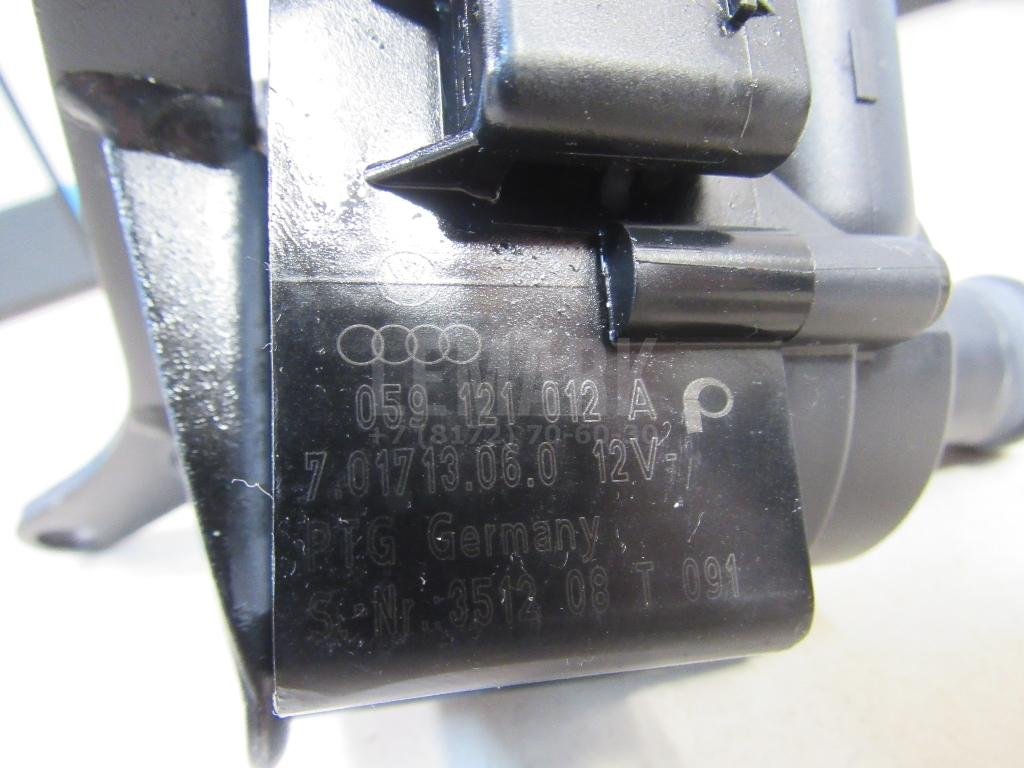 TEMARK
059 121 012 A
+7(8172)70-60-30
7.01713.06.0 12V-
PTG Germany
S.-Nr. 3512 08 T 091